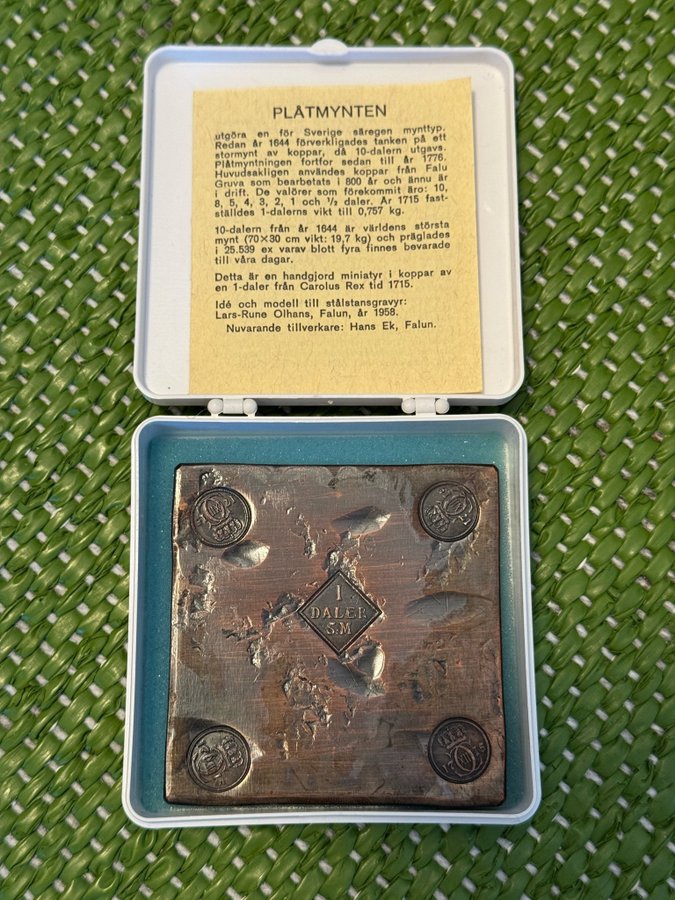 PLÅTMYNTEN
utgöra en för Sverige säregen mynttyp.
Redan år 1644 förverkligades tanken på ett
stormynt av koppar, då 10-dalern utgavs.
Plåtmyntningen fortfor sedan till år 1776.
Huvudsakligen användes koppar från Falu
Gruva som bearbetats i 800 år och ännu är
i drift. De valörer som förekommit äro: 10,
8, 5, 4, 3, 2, 1 och ½ daler. År 1715 fast-
ställdes 1-dalerns vikt till 0,757 kg.
10-dalern från år 1644 är världens största
mynt (70×30 cm vikt: 19,7 kg) och präglades
i 25.539 ex varav blott fyra finnes bevarade
till våra dagar.
Detta är en handgjord miniatyr i koppar av
en 1-daler från Carolus Rex tid 1715.
Idé och modell till stålstansgravyr:
Lars-Rune Olhans, Falun, år 1958.
Nuvarande tillverkare: Hans Ek, Falun.
1
DALER
S.M